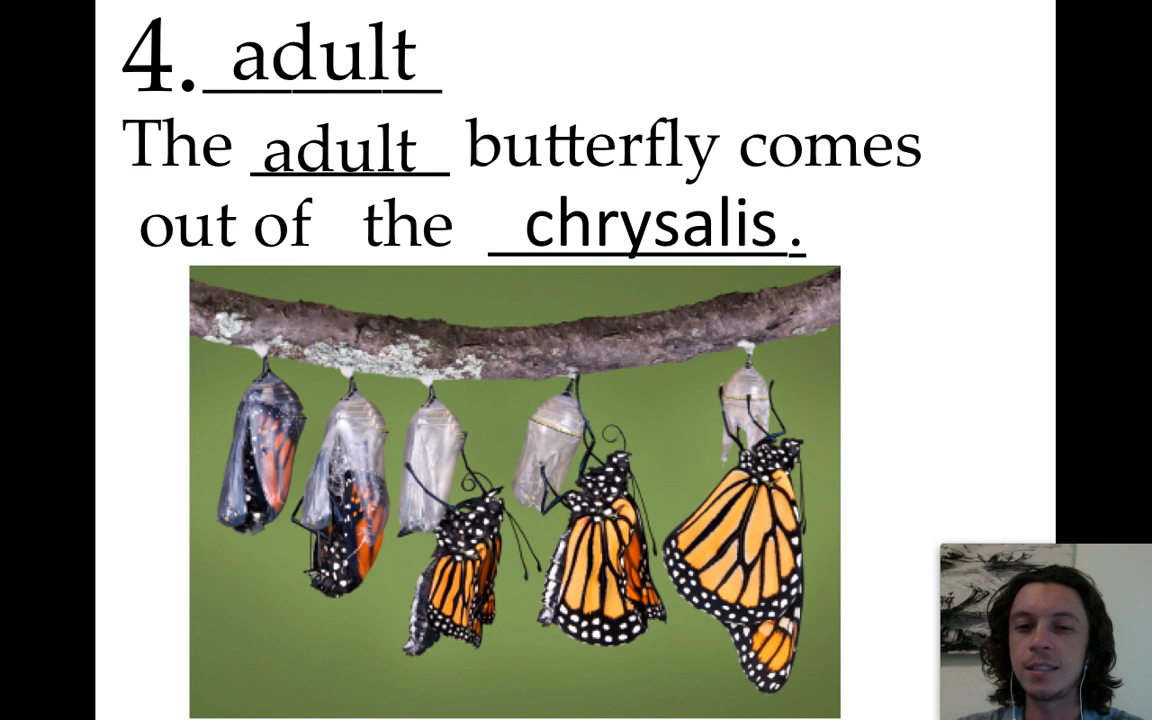 4. adult
The adult butterfly comes
out of the chrysalis.